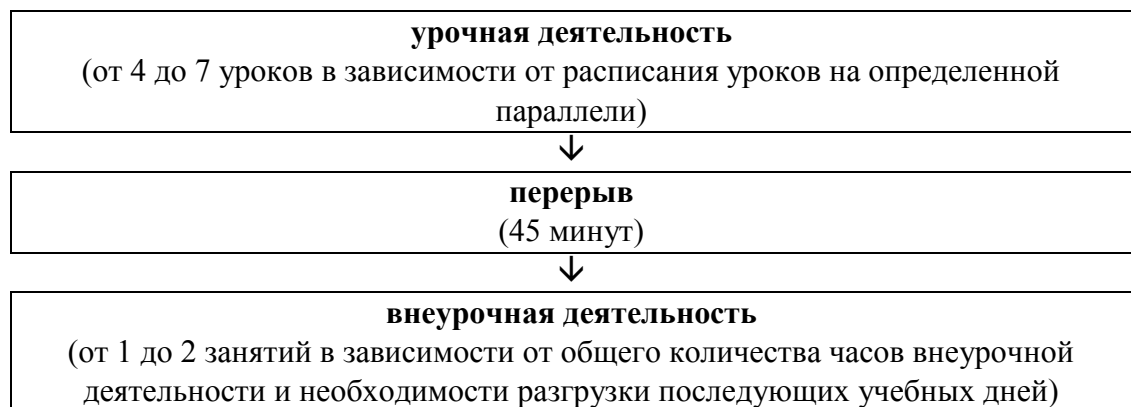 урочная деятельность
(от 4 до 7 уроков в зависимости от расписания уроков на определенной
параллели)
перерыв
(45 минут)
внеурочная деятельность
(от 1 до 2 занятий в зависимости от общего количества часов внеурочной
деятельности и необходимости разгрузки последующих учебных дней)